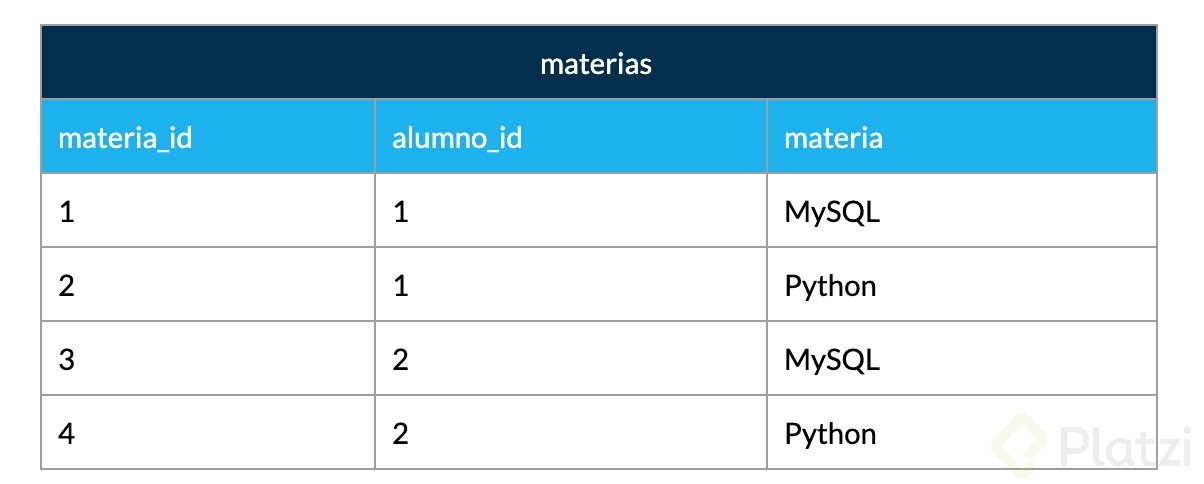 materias
materia_id alumno_id materia
1 1 MySQL
2 1 Python
3 2 MySQL
4 2 Python
Platzi